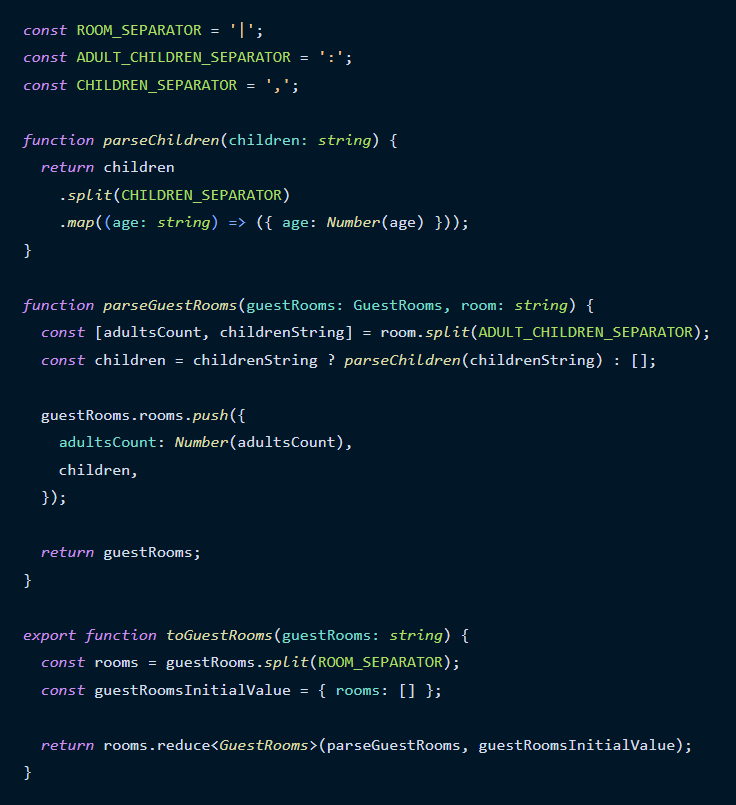 const ROOM_SEPARATOR = '|';
const ADULT_CHILDREN_SEPARATOR = ':';
const CHILDREN_SEPARATOR = ',';

function parseChildren(children: string) {
  return children
    .split(CHILDREN_SEPARATOR)
    .map((age: string) => ({ age: Number(age) }));
}

function parseGuestRooms(guestRooms: GuestRooms, room: string) {
  const [adultsCount, childrenString] = room.split(ADULT_CHILDREN_SEPARATOR);
  const children = childrenString ? parseChildren(childrenString) : [];

  guestRooms.rooms.push({
    adultsCount: Number(adultsCount),
    children,
  });

  return guestRooms;
}

export function toGuestRooms(guestRooms: string) {
  const rooms = guestRooms.split(ROOM_SEPARATOR);
  const guestRoomsInitialValue = { rooms: [] };

  return rooms.reduce<GuestRooms>(parseGuestRooms, guestRoomsInitialValue);
}